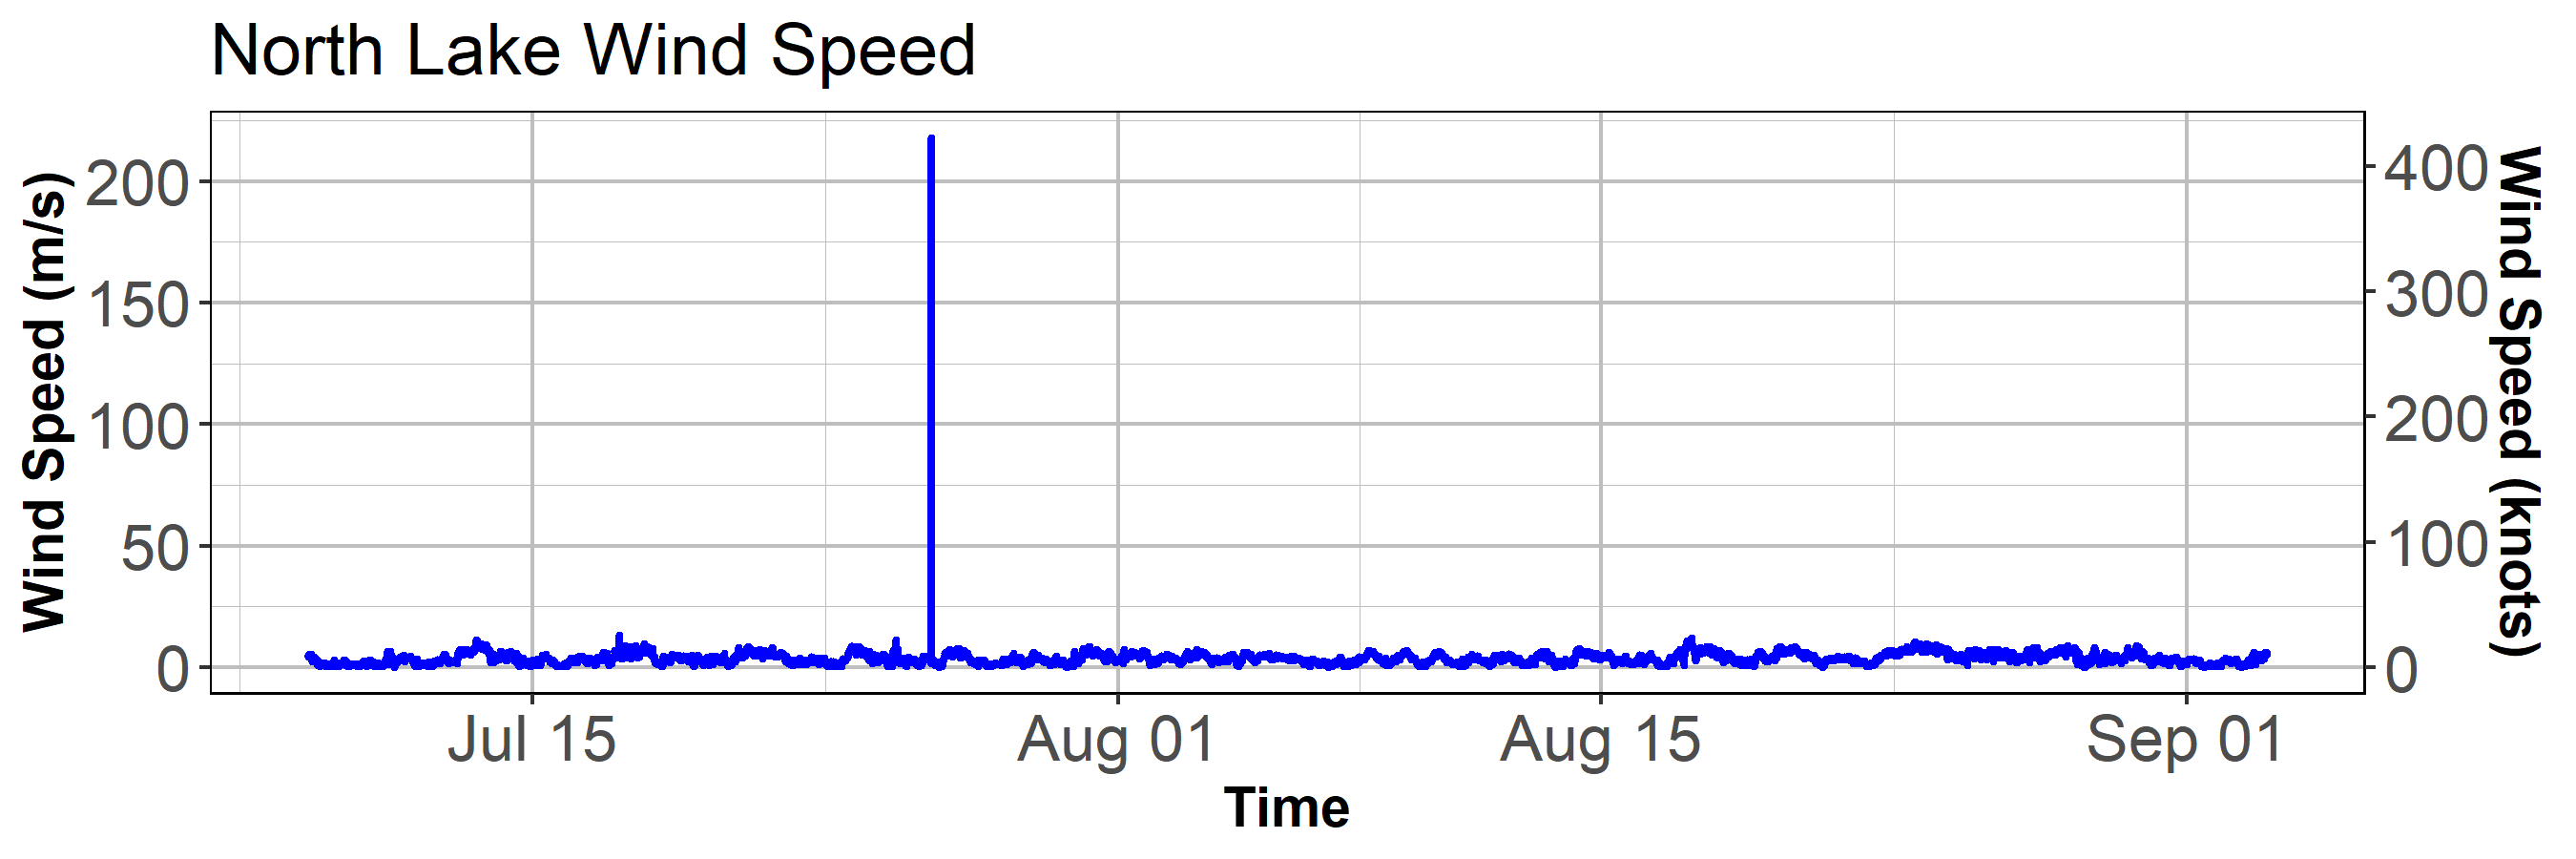 North Lake Wind Speed
Wind Speed (m/s)
200
150
100
50
0
400
300
200
100
0
Wind Speed (knots)
Jul 15
Aug 01
Aug 15
Sep 01
Time